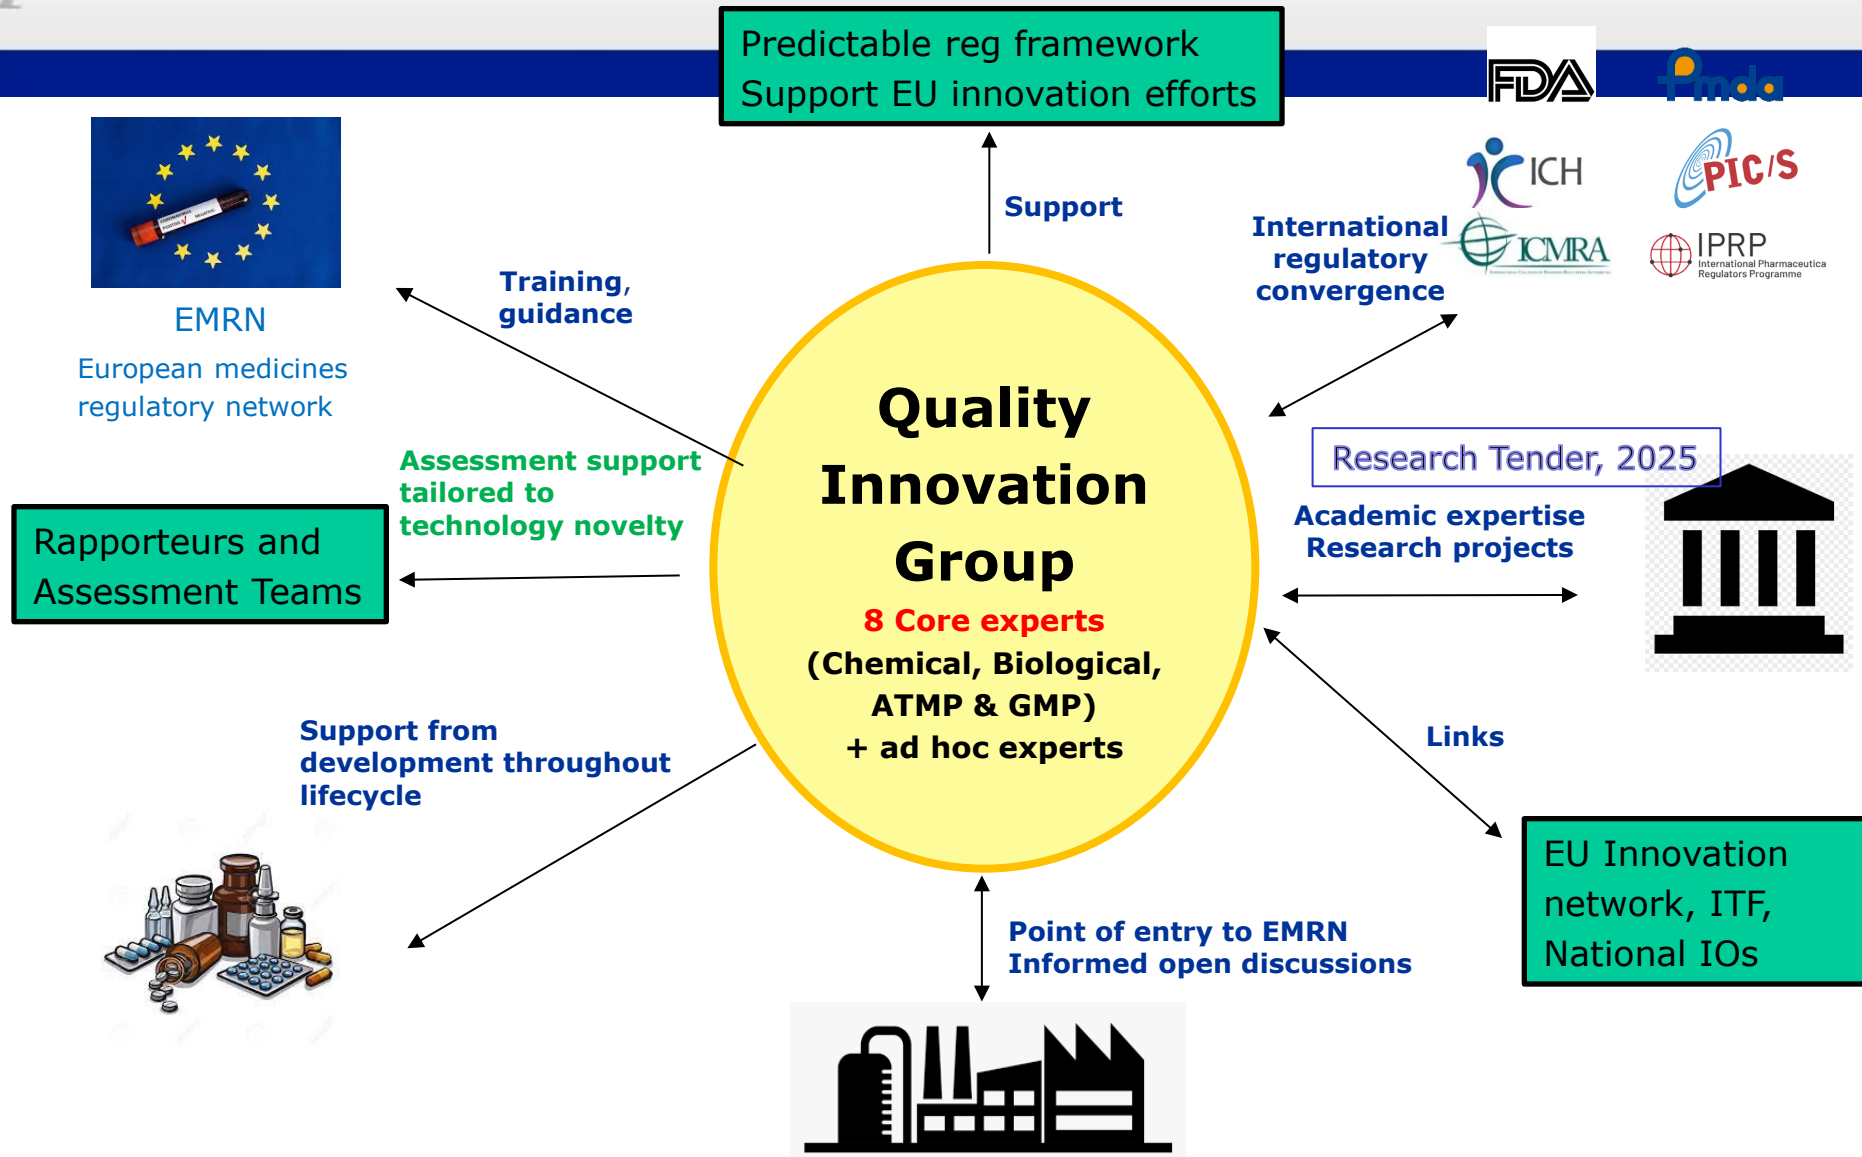 Predictable reg framework
Support EU innovation efforts
FDA
Pmda
ICH
PIC/S
ICMRA
IPRP
International Pharmaceutica
Regulators Programme
Support
International
regulatory
convergence
Training,
guidance
EMRN
European medicines
regulatory network
Assessment support
tailored to
technology novelty
Rapporteurs and
Assessment Teams
Quality
Innovation
Group
8 Core experts
(Chemical, Biological,
ATMP & GMP)
+ ad hoc experts
Research Tender, 2025
Academic expertise
Research projects
Support from
development throughout
lifecycle
Links
EU Innovation
network, ITF,
National IOs
Point of entry to EMRN
Informed open discussions